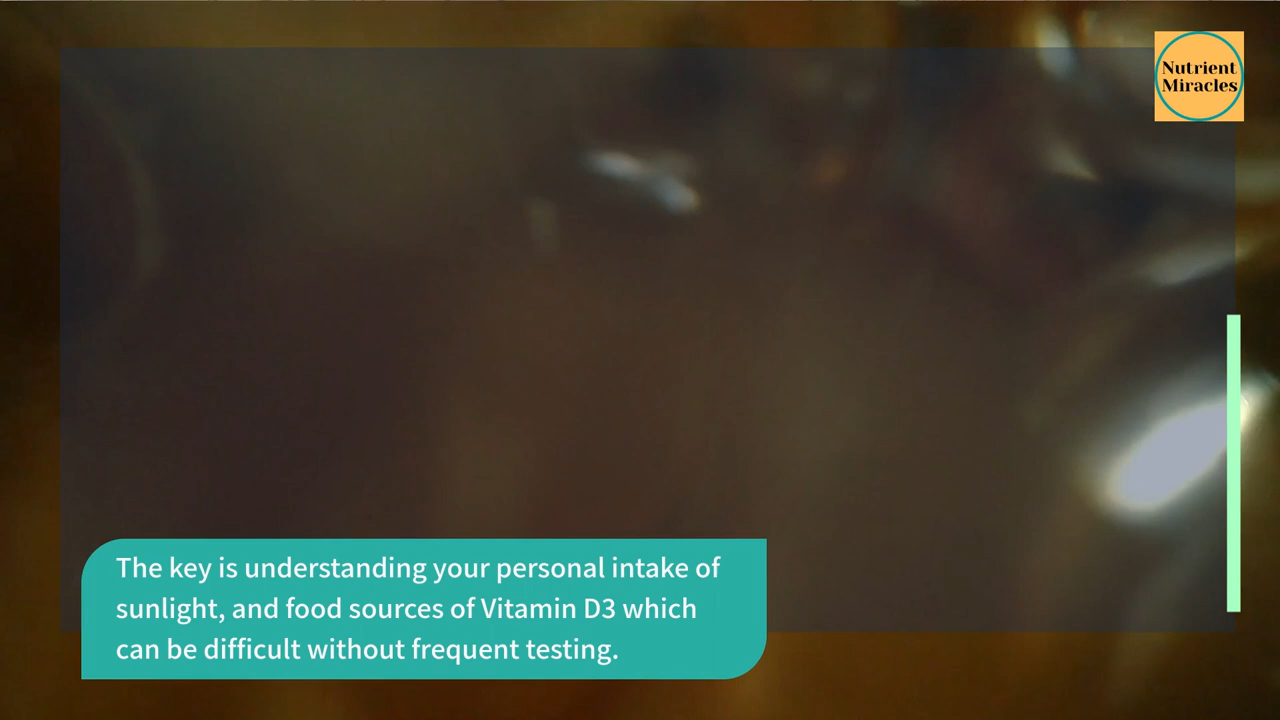 Nutrient
Miracles
The key is understanding your personal intake of
sunlight, and food sources of Vitamin D3 which
can be difficult without frequent testing.